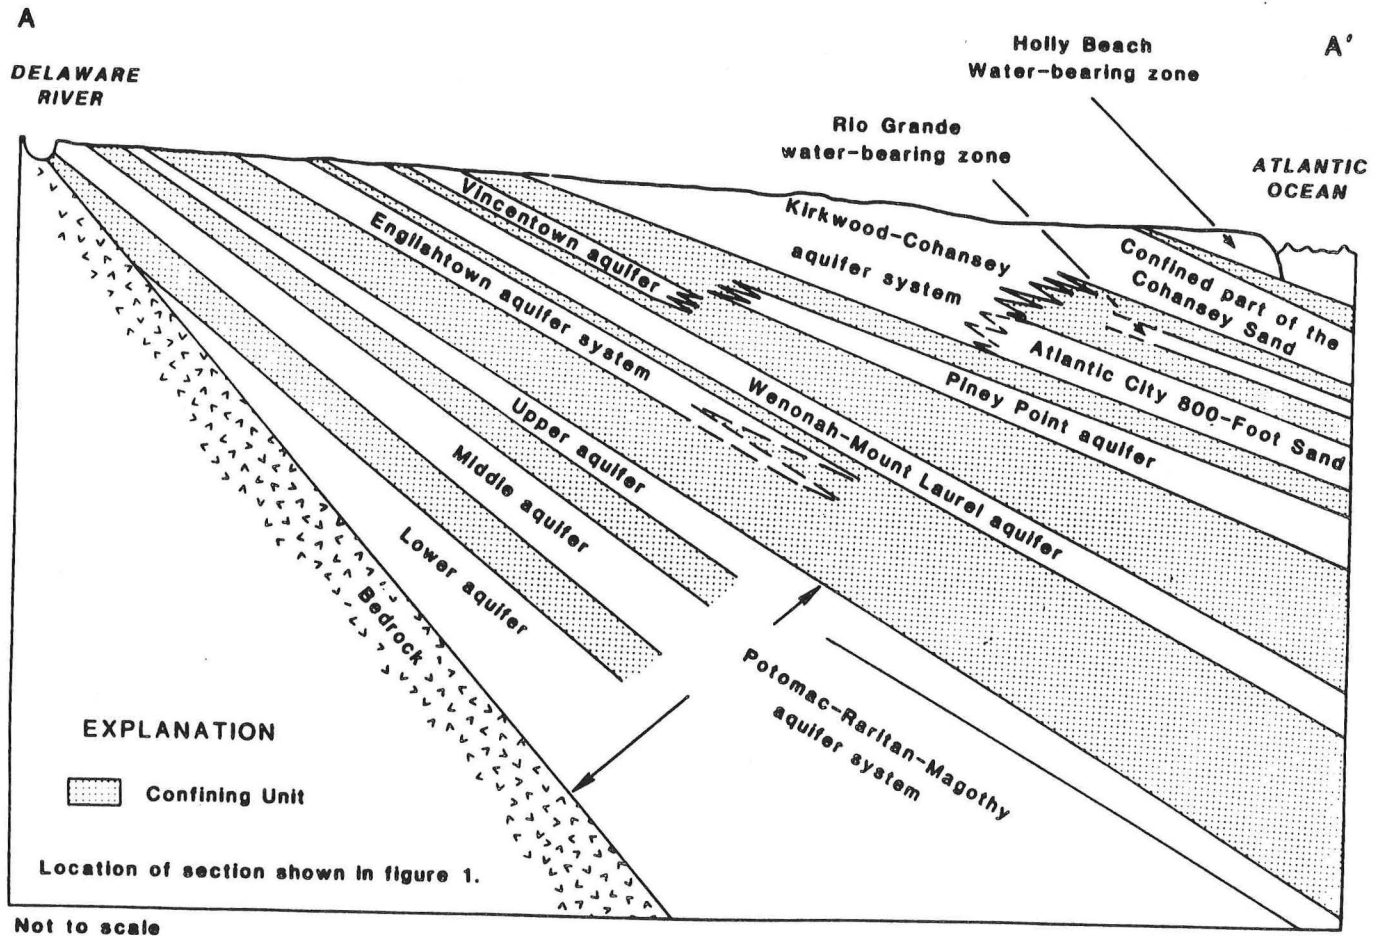 A
A'
Holly Beach
Water-bearing zone
DELAWARE
RIVER
Rio Grande
water-bearing zone
ATLANTIC
OCEAN
Vincentown aquifer
Kirkwood-Cohansey
aquifer system
Confined part of the
Cohansey Sand
Englishtown aquifer system
Atlantic City 800-Foot Sand
Piney Point aquifer
Wenonah-Mount Laurel aquifer
Upper aquifer
Middle aquifer
Lower aquifer
Bedrock
Potomac-Raritan-Magothy
aquifer system
EXPLANATION
Confining Unit
Location of section shown in figure 1.
Not to scale